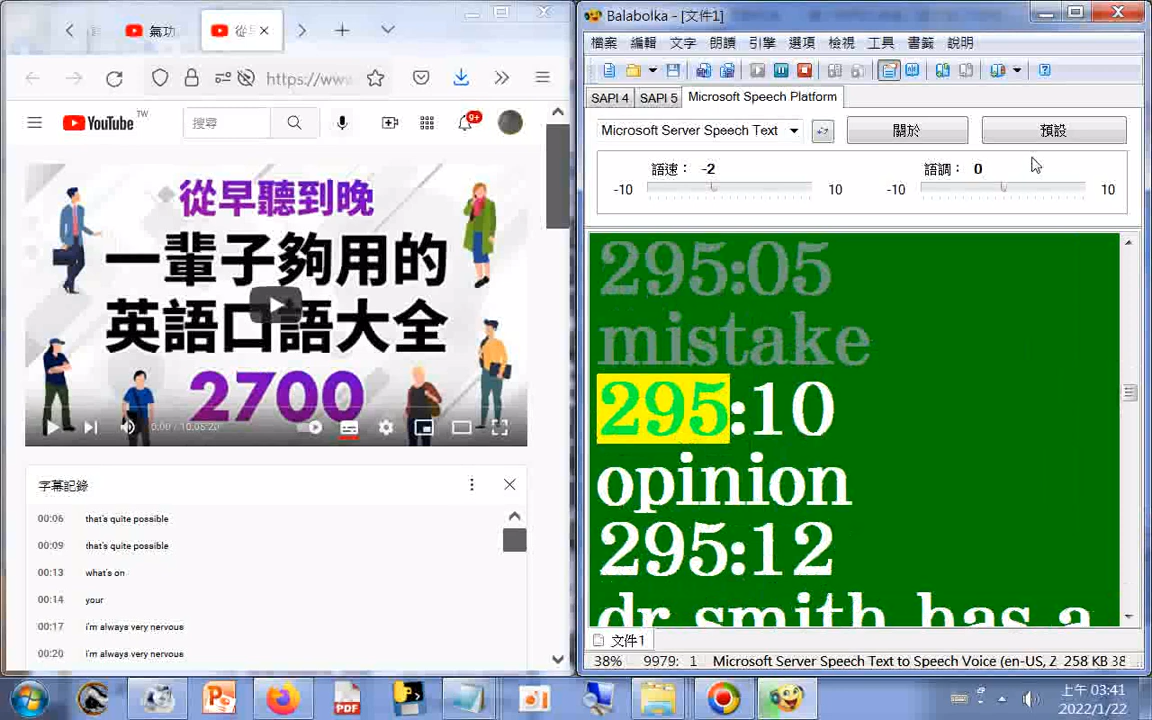 氣功
從
https://www
YouTube TW
搜尋
9+
從早聽到晚
一輩子夠用的
英語口語大全
2700
0:00 / 10:05:20
字幕記錄
00:06 that's quite possible
00:09 that's quite possible
00:13 what's on
00:14 your
00:17 i'm always very nervous
00:20 i'm always very nervous
Balabolka - [文件1]
檔案 編輯 文字 朗讀 引擎 選項 檢視 工具 書籤 說明
SAPI 4 SAPI 5 Microsoft Speech Platform
Microsoft Server Speech Text 關於 預設
語速： -2 語調： 0
-10 10 -10 10
295:05
mistake
295:10
opinion
295:12
dr smith has a
文件1
38% 9979: 1 Microsoft Server Speech Text to Speech Voice (en-US, Z 258 KB 38
PDF
上午 03:41
2022/1/22